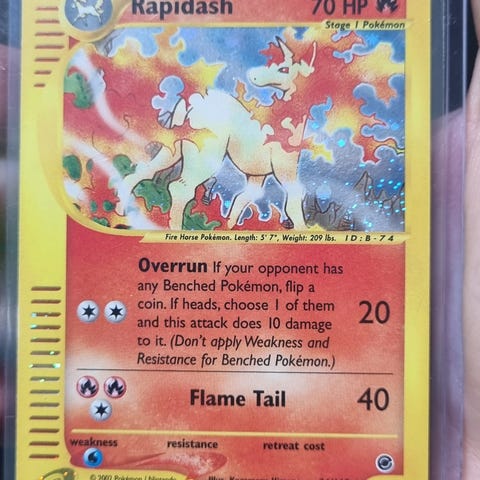 Rapidash 70 HP
Stage 1 Pokémon
Fire Horse Pokémon. Length: 5' 7", Weight: 209 lbs. ID:B-74
Overrun If your opponent has
any Benched Pokémon, flip a
coin. If heads, choose 1 of them
and this attack does 10 damage
to it. (Don't apply Weakness and
Resistance for Benched Pokémon.)
20
Flame Tail 40
weakness resistance retreat cost
© 2002 Pokémon / Nintendo